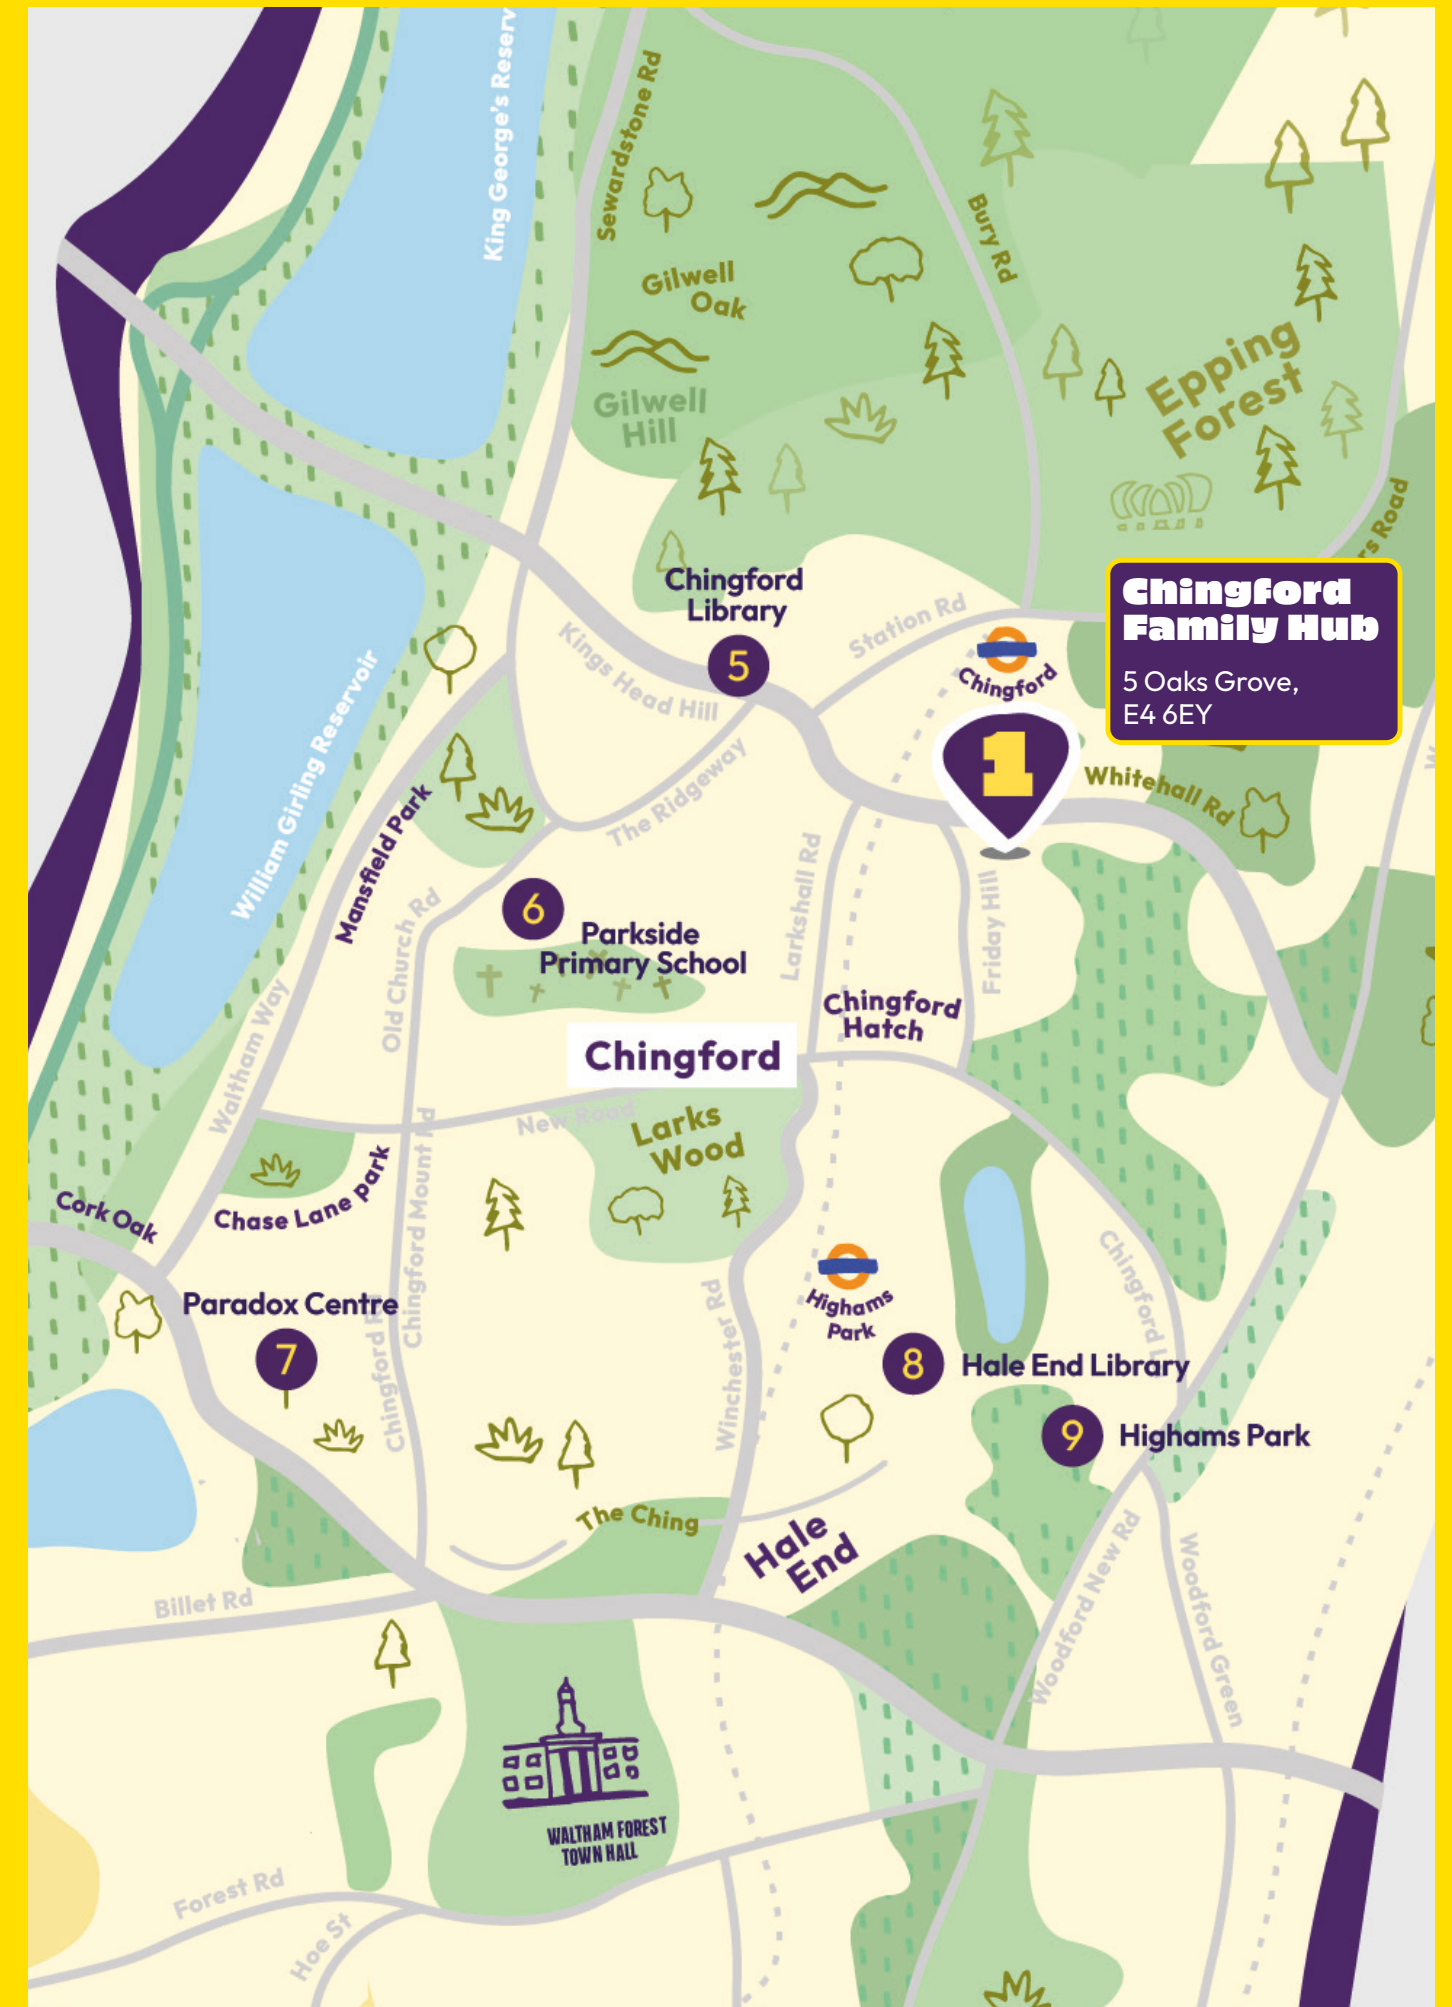 King George's Reserv
Sewardstone Rd
Bury Rd
Gilwell
Oak
Gilwell
Hill
Epping
Forest
rs Road
Chingford
Family Hub
5 Oaks Grove,
E4 6EY
Chingford
Library
5
Station Rd
Chingford
Kings Head Hill
William Girling Reservoir
1
Whitehall Rd
The Ridgeway
Mansfield Park
Larkshall Rd
Friday Hill
Old Church Rd
6
Parkside
Primary School
Chingford
Hatch
Waltham Way
Chingford
New Road
Larks
Wood
Chingford Mount Rd
Chase Lane park
Cork Oak
Paradox Centre
7
Chingford Rd
Winchester Rd
Highams
Park
Chingford L
8
Hale End Library
9
Highams Park
The Ching
Hale
End
Billet Rd
Woodford New Rd
Woodford Green
WALTHAM FOREST
TOWN HALL
Forest Rd
Hoe St